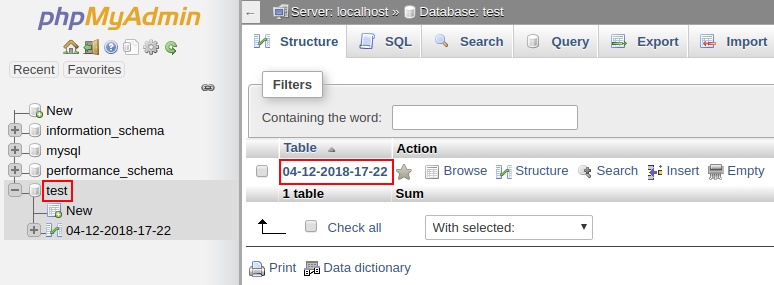 phpMyAdmin
Recent Favorites
New
information_schema
mysql
performance_schema
test
New
04-12-2018-17-22
← Server: localhost » Database: test
Structure SQL Search Query Export Import
Filters
Containing the word:
Table Action
04-12-2018-17-22 Browse Structure Search Insert Empty
1 table Sum
Check all With selected:
Print Data dictionary